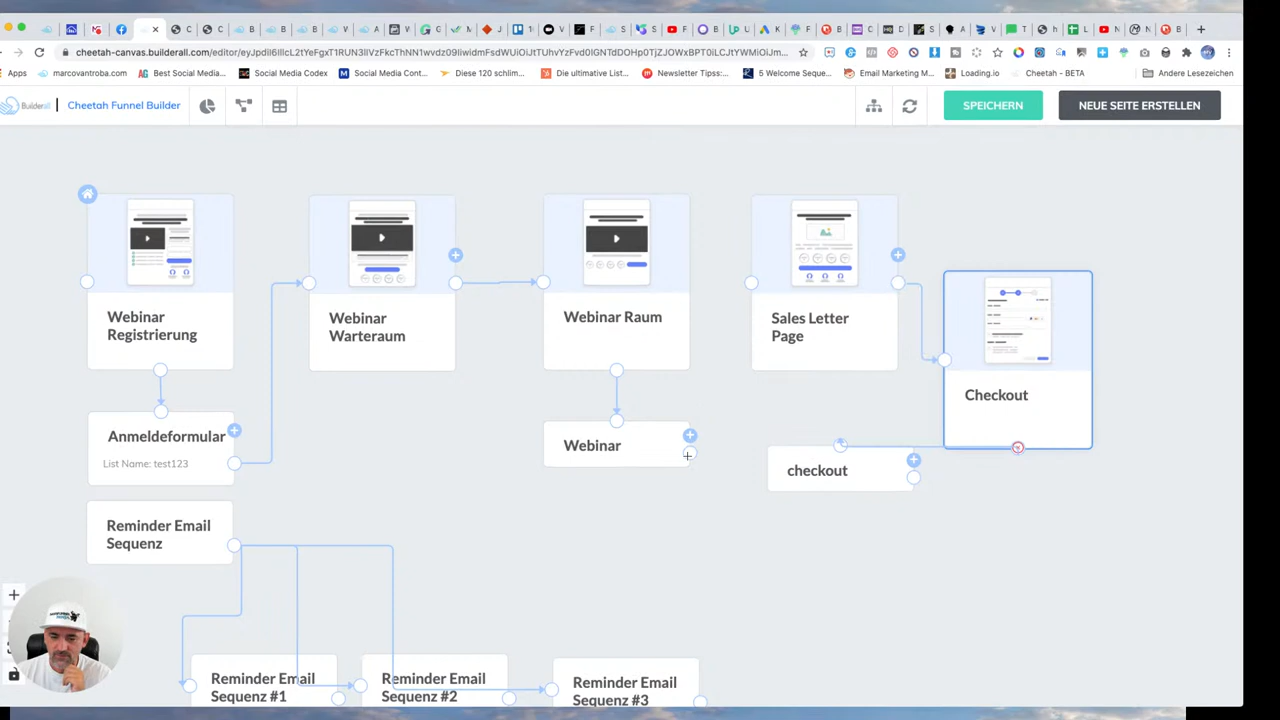 cheetah-canvas.builderall.com/editor/
Apps marcovantroba.com Best Social Media... Social Media Codex Social Media Cont... Diese 120 schlim... Die ultimative List... Newsletter Tipps:... 5 Welcome Seque... Email Marketing M... Loading.io Cheetah - BETA Andere Lesezeichen
Builderall Cheetah Funnel Builder SPEICHERN NEUE SEITE ERSTELLEN
Webinar
Registrierung
Webinar
Warteraum
Webinar Raum
Sales Letter
Page
Checkout
Anmeldeformular
List Name: test123
Webinar
checkout
Reminder Email
Sequenz
Reminder Email
Sequenz #1
Reminder Email
Sequenz #2
Reminder Email
Sequenz #3